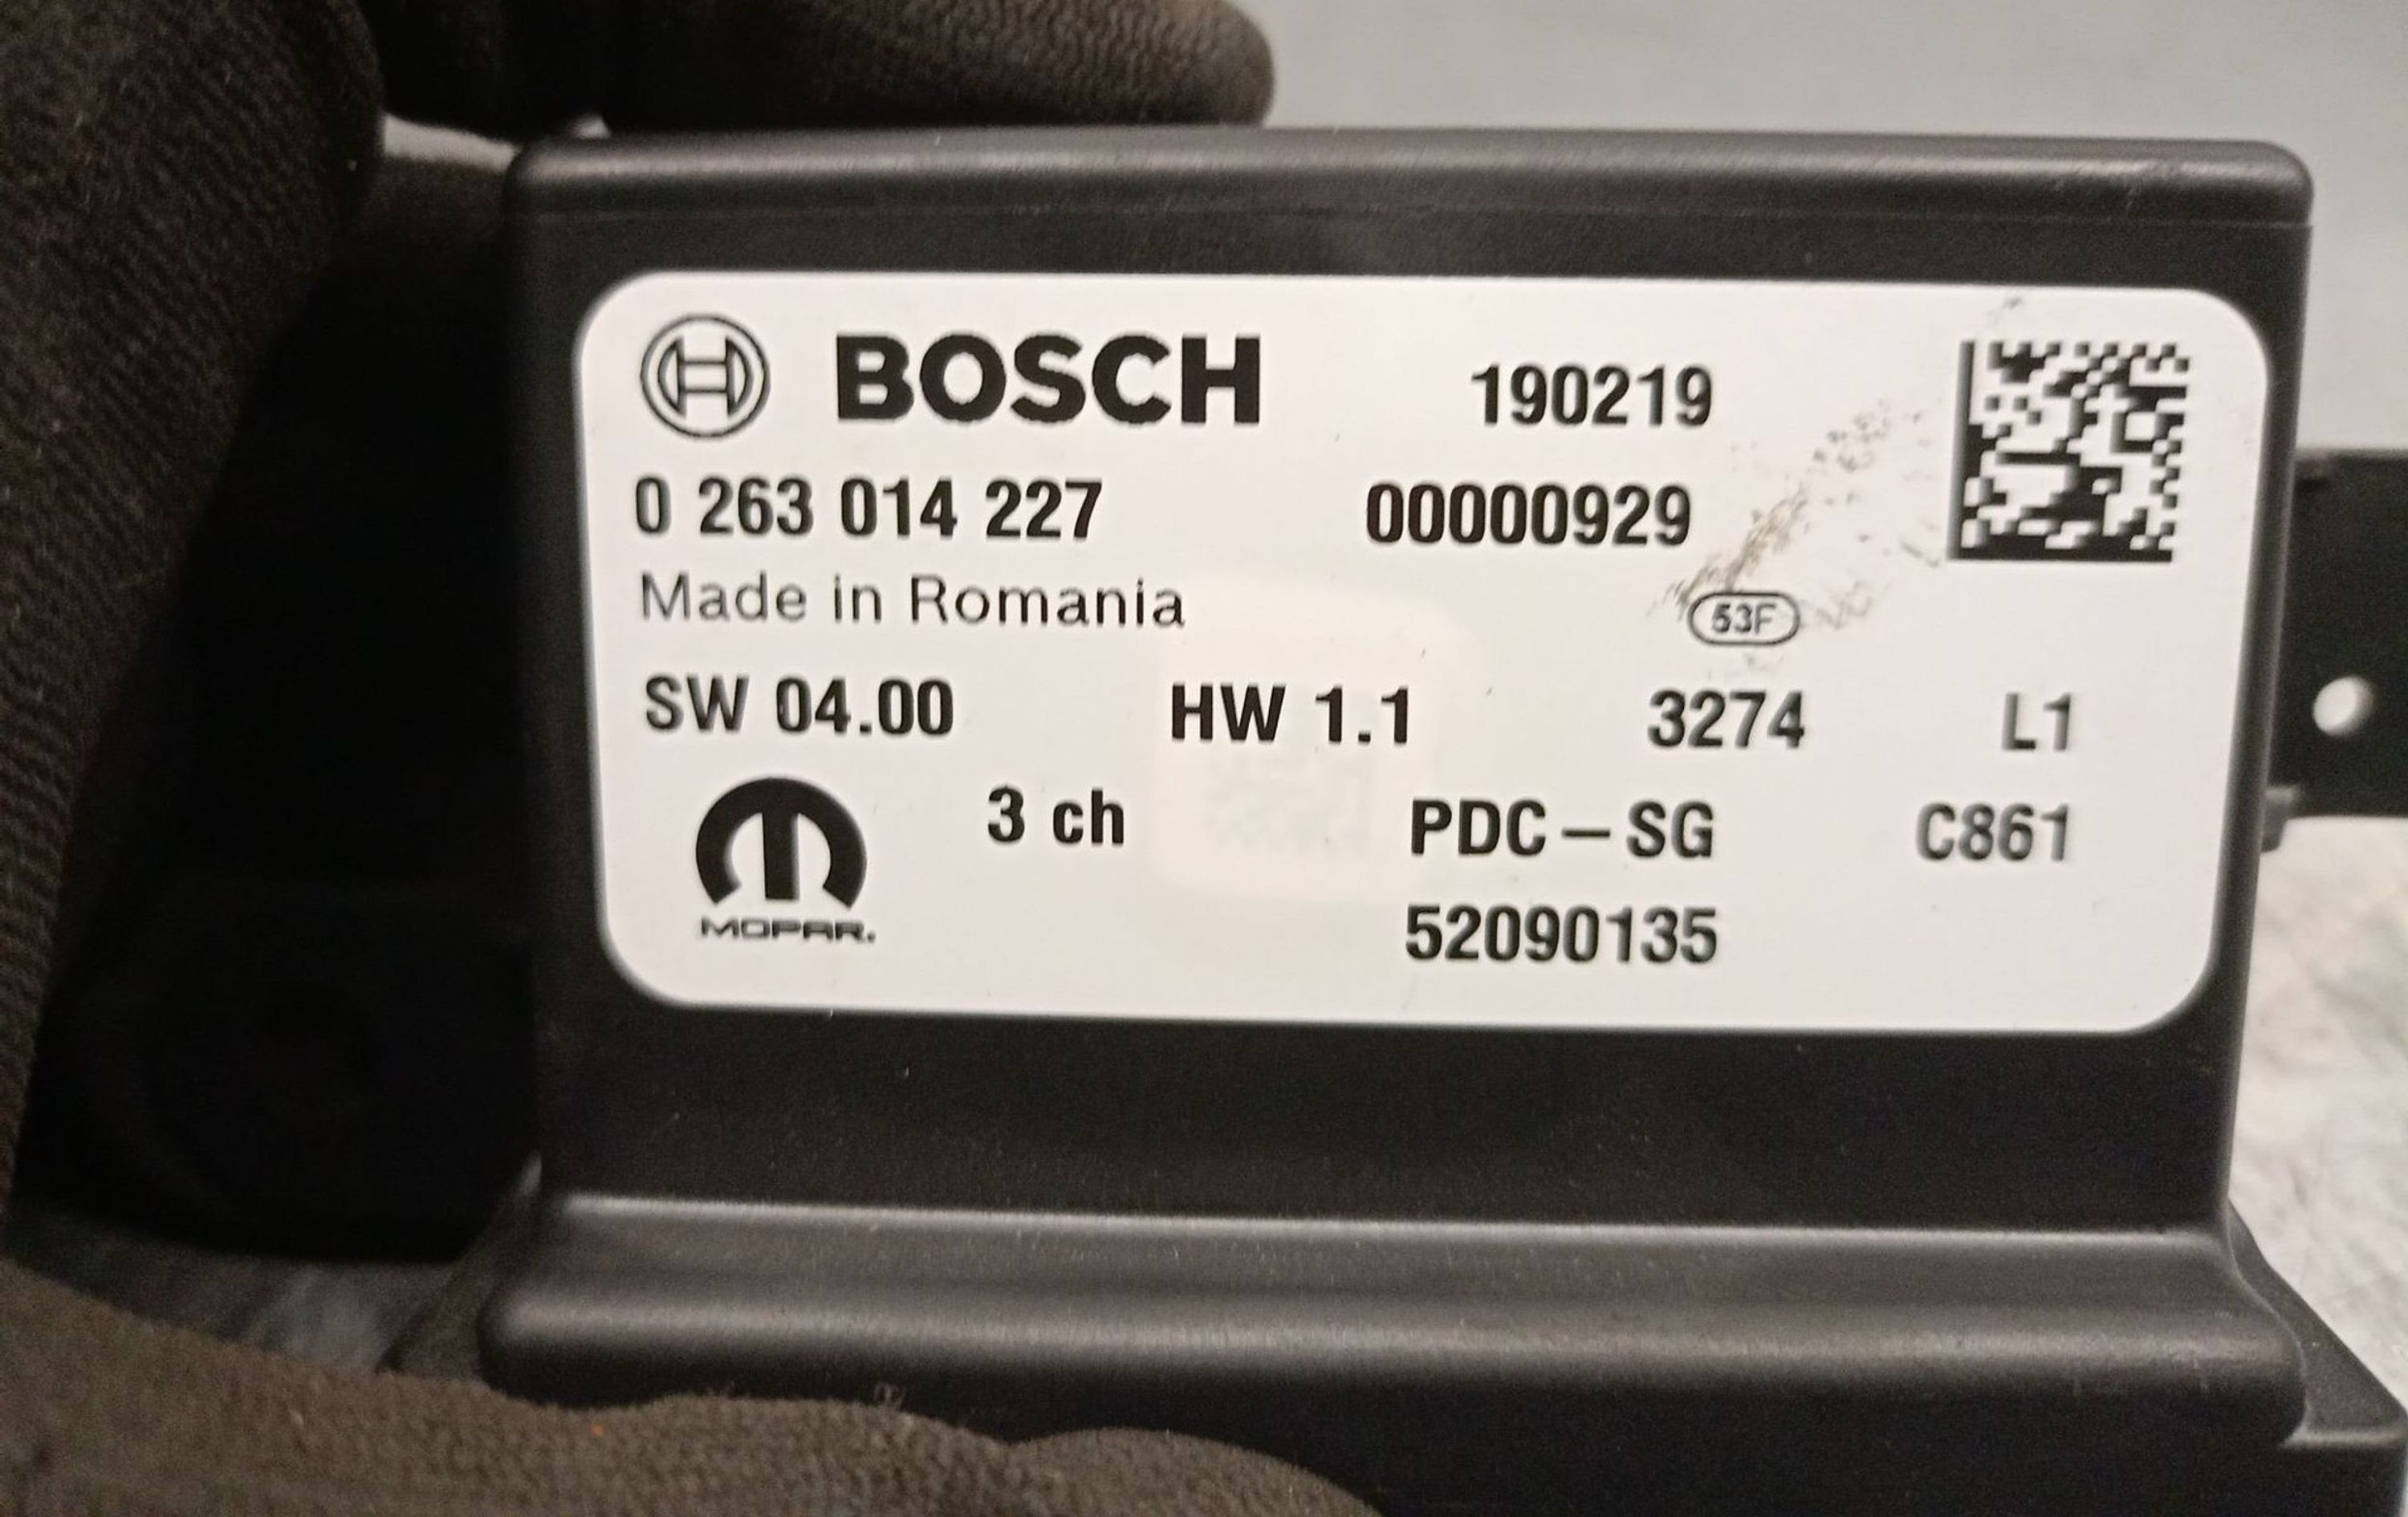 BOSCH 190219
0 263 014 227 00000929
Made in Romania 53F
SW 04.00 HW 1.1 3274 L1
3 ch PDC-SG C861
MOPAR. 52090135